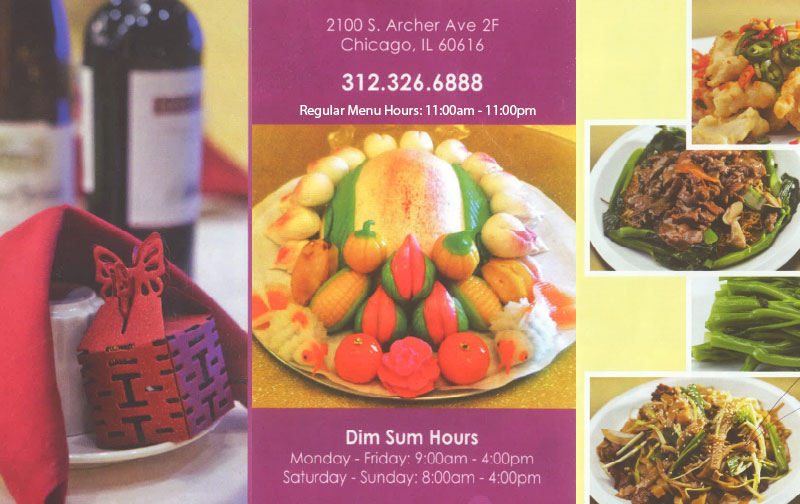 2100 S. Archer Ave 2F
Chicago, IL 60616
312.326.6888
Regular Menu Hours: 11:00am - 11:00pm
Dim Sum Hours
Monday - Friday: 9:00am - 4:00pm
Saturday - Sunday: 8:00am - 4:00pm